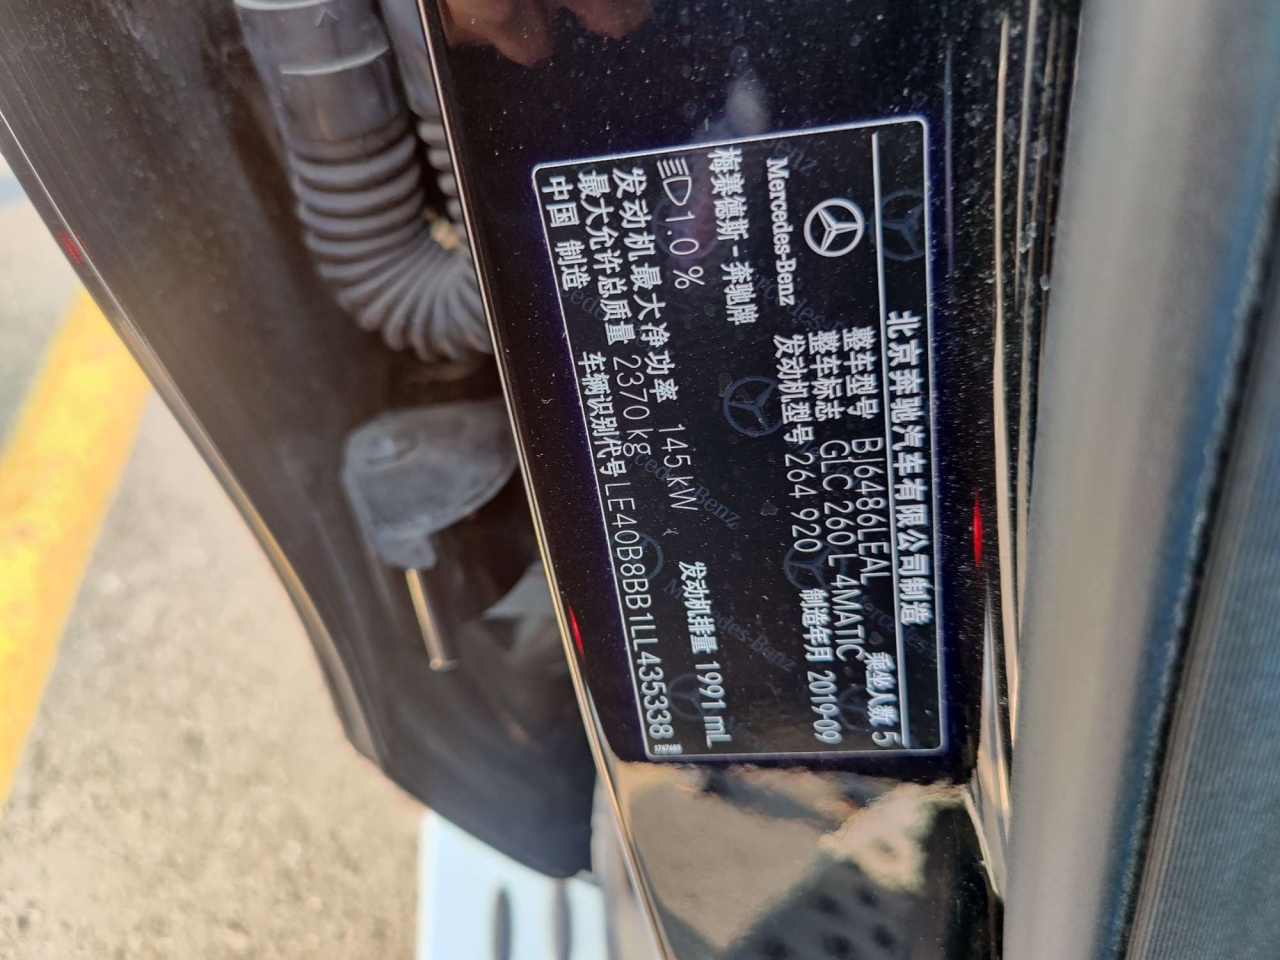 北京奔驰汽车有限公司制造
Mercedes-Benz
梅赛德斯-奔驰牌
整车型号 BJ6486LEAL 乘坐人数 5
整车标志 GLC 260 L 4MATIC
发动机型号 264 920 制造年月 2019-09
1.0%
发动机排量 1991 mL
发动机最大净功率 145 kW
最大允许总质量 2370 kg
中国 制造 车辆识别代号 LE40B8BB1LL435338